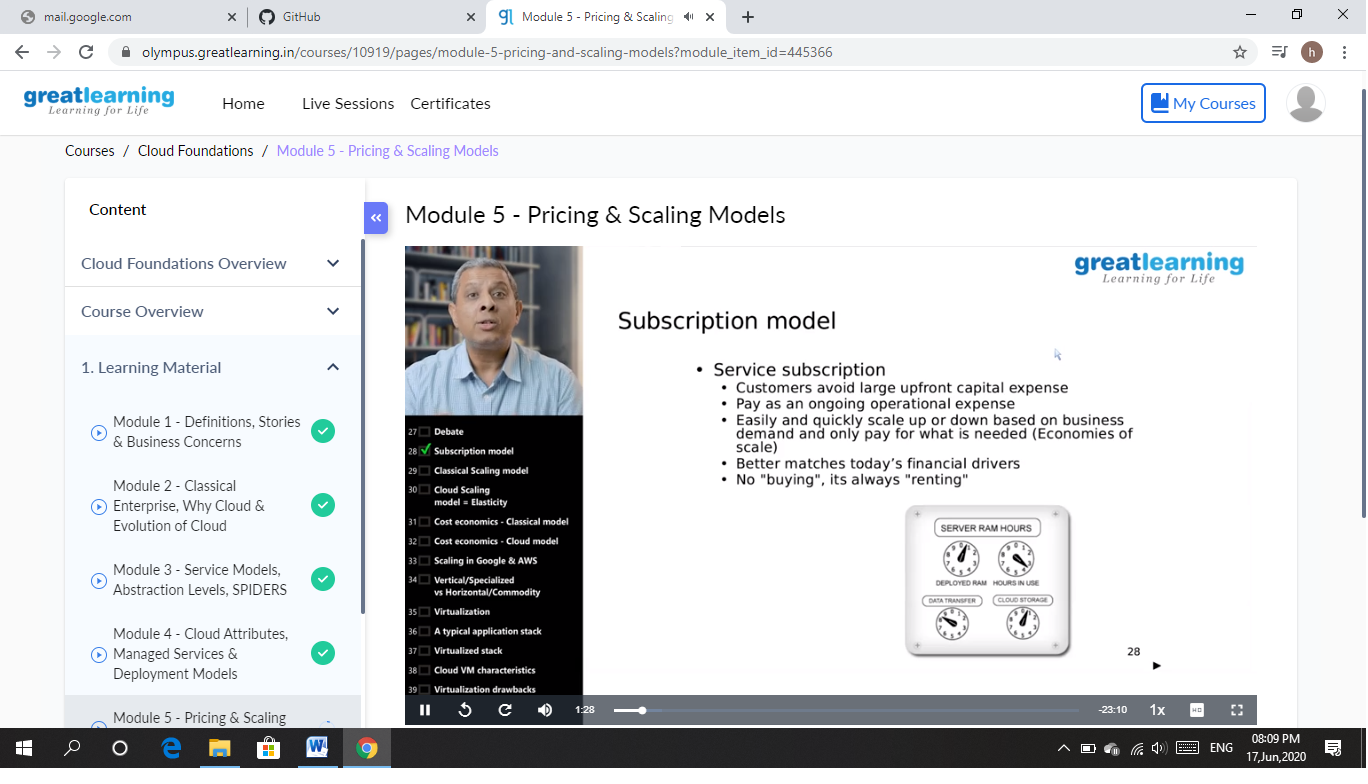 mail.google.com
GitHub
Module 5 - Pricing & Scaling
olympus.greatlearning.in/courses/10919/pages/module-5-pricing-and-scaling-models?module_item_id=445366
h
greatlearning
Learning for Life
Home
Live Sessions
Certificates
My Courses
Courses / Cloud Foundations / Module 5 - Pricing & Scaling Models
Content
Cloud Foundations Overview
Course Overview
1. Learning Material
Module 1 - Definitions, Stories
& Business Concerns
Module 2 - Classical
Enterprise, Why Cloud &
Evolution of Cloud
Module 3 - Service Models,
Abstraction Levels, SPIDERS
Module 4 - Cloud Attributes,
Managed Services &
Deployment Models
Module 5 - Pricing & Scaling
Module 5 - Pricing & Scaling Models
27 Debate
28 Subscription model
29 Classical Scaling model
30 Cloud Scaling
model = Elasticity
31 Cost economics - Classical model
32 Cost economics - Cloud model
33 Scaling in Google & AWS
34 Vertical/Specialized
vs Horizontal/Commodity
35 Virtualization
36 A typical application stack
37 Virtualized stack
38 Cloud VM characteristics
39 Virtualization drawbacks
greatlearning
Learning for Life
Subscription model
• Service subscription
• Customers avoid large upfront capital expense
• Pay as an ongoing operational expense
• Easily and quickly scale up or down based on business
demand and only pay for what is needed (Economies of
scale)
• Better matches today's financial drivers
• No "buying", its always "renting"
SERVER RAM HOURS
DEPLOYED RAM HOURS IN USE
DATA TRANSFER CLOUD STORAGE
28
1:28
-23:10
1x
HD
ENG
08:09 PM
17,Jun,2020